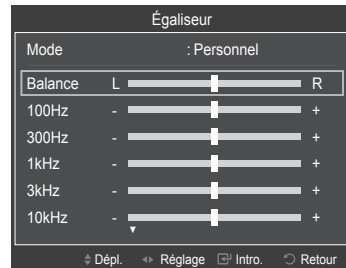 Égaliseur
Mode : Personnel
Balance L R
100Hz - +
300Hz - +
1kHz - +
3kHz - +
10kHz - +
Dépl. Réglage Intro. Retour